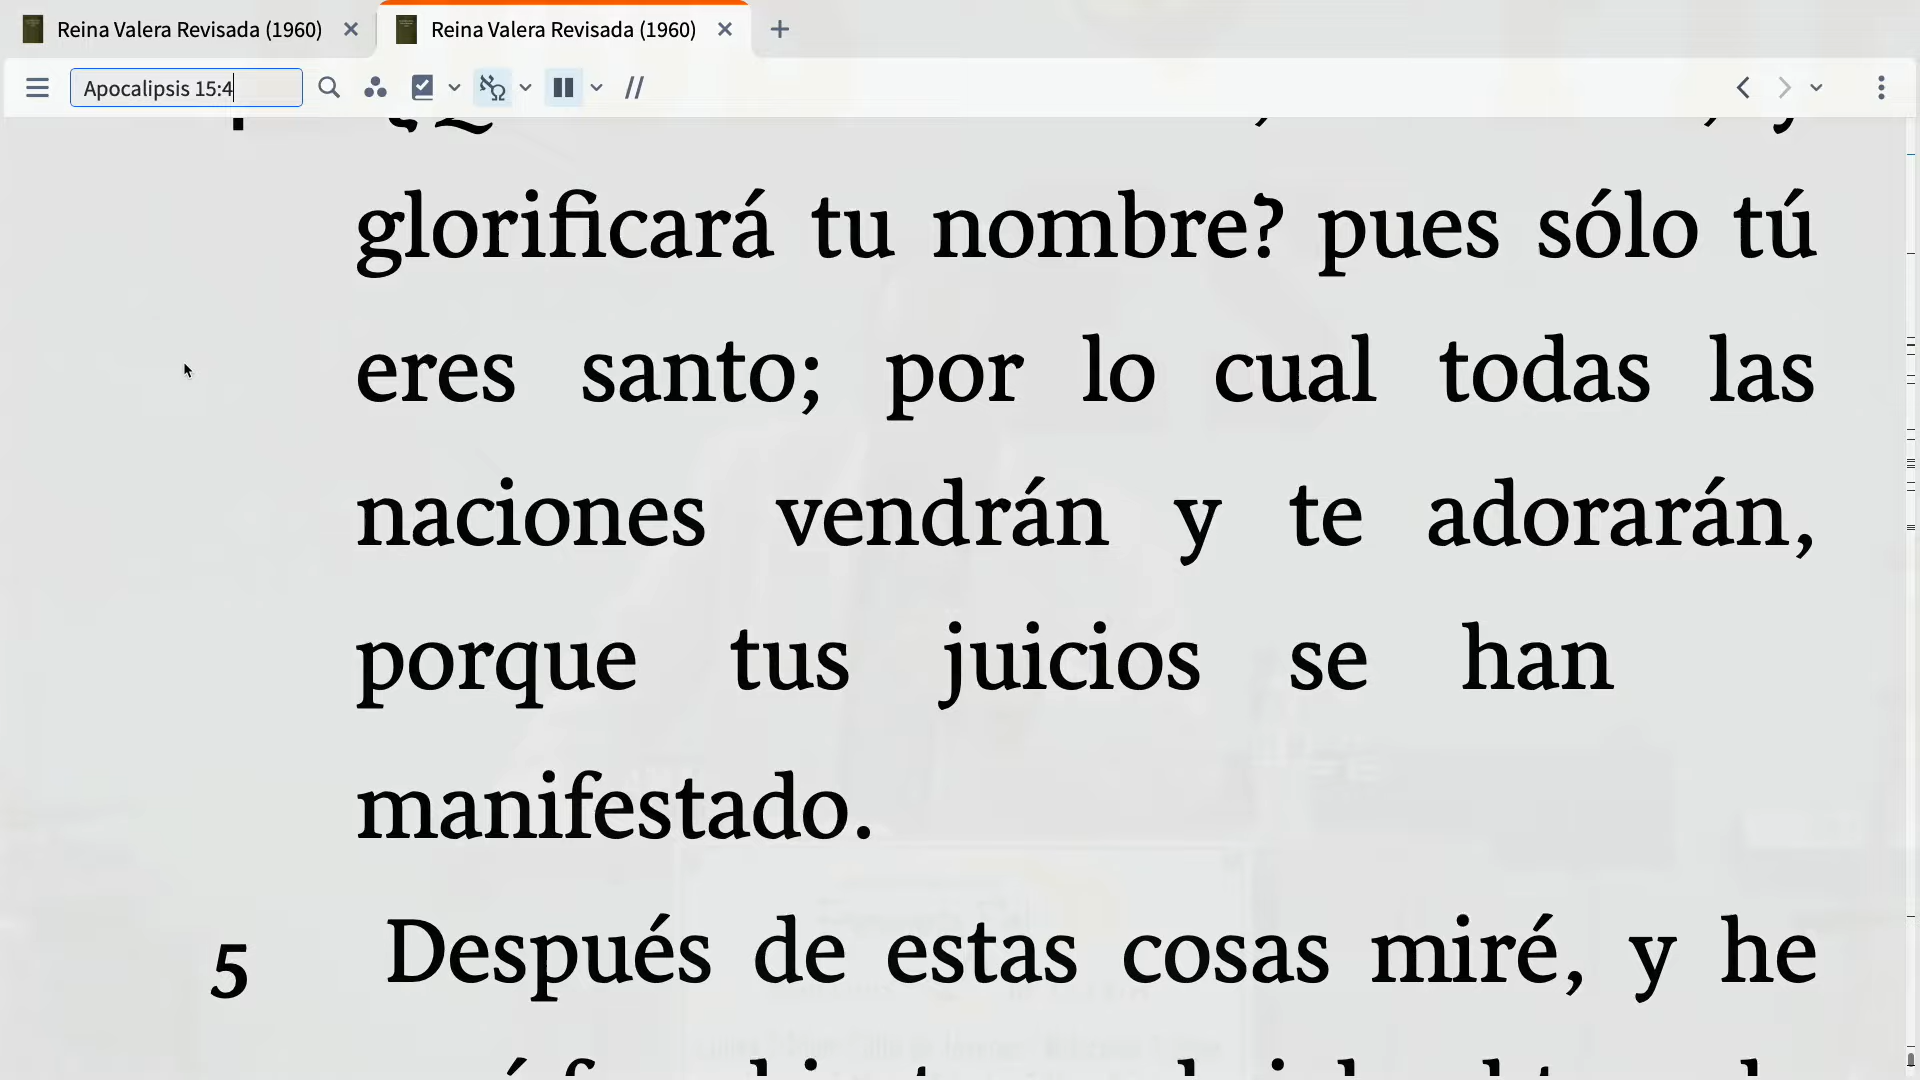 Reina Valera Revisada (1960)
Reina Valera Revisada (1960)
Apocalipsis 15:4
glorificará tu nombre? pues sólo tú
eres santo; por lo cual todas las
naciones vendrán y te adorarán,
porque tus juicios se han
manifestado.
5 Después de estas cosas miré, y he